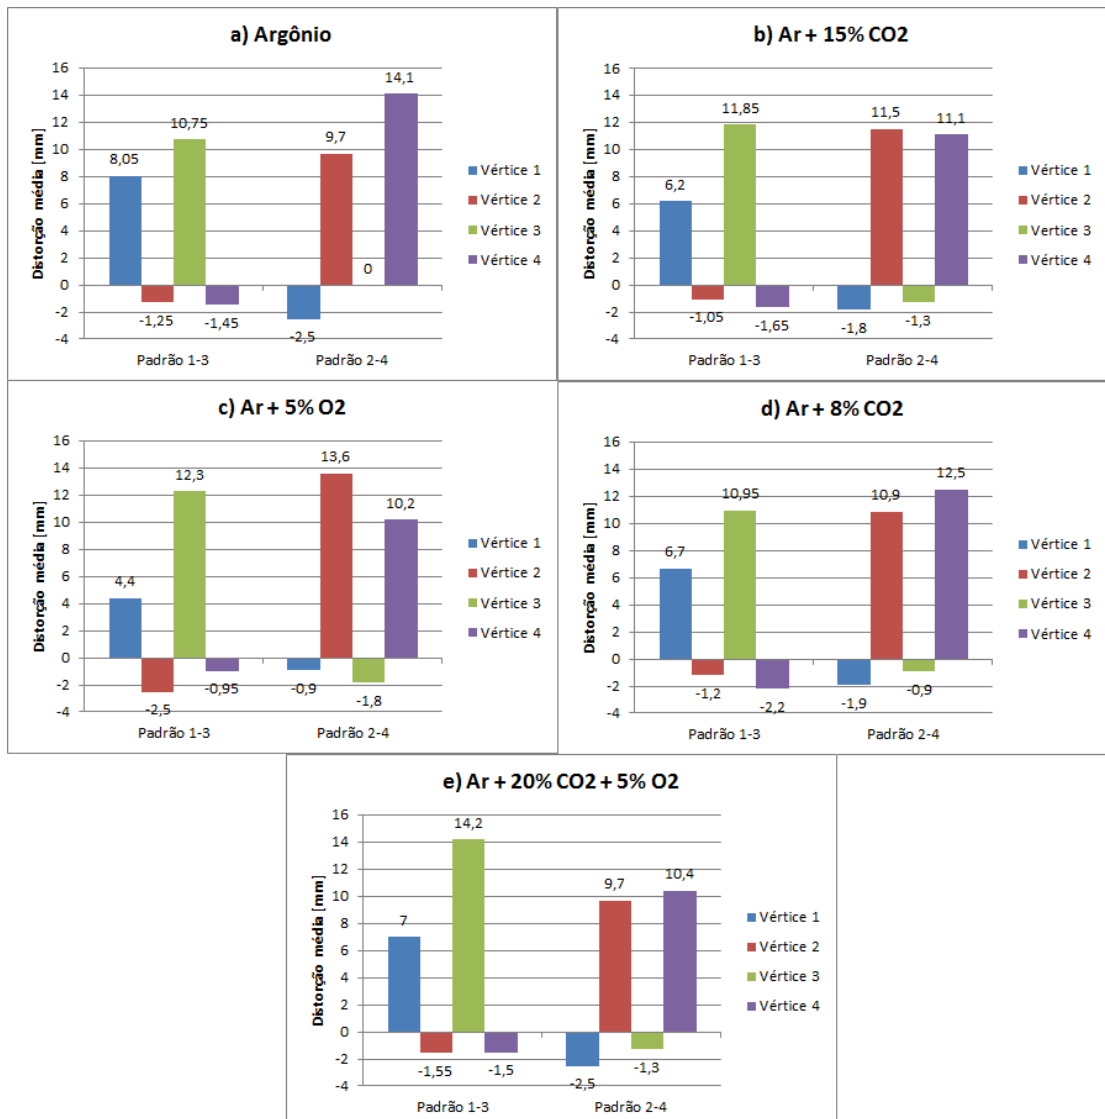 a) Argônio
Distorção média [mm]
16
14
12
10
8
6
4
2
0
-2
-4
8,05
-1,25
10,75
-1,45
-2,5
9,7
0
14,1
Padrão 1-3
Padrão 2-4
Vértice 1
Vértice 2
Vértice 3
Vértice 4
b) Ar + 15% CO2
Distorção média [mm]
16
14
12
10
8
6
4
2
0
-2
-4
6,2
-1,05
11,85
-1,65
-1,8
11,5
-1,3
11,1
Padrão 1-3
Padrão 2-4
Vértice 1
Vértice 2
Vertice 3
Vértice 4
c) Ar + 5% O2
Distorção média [mm]
16
14
12
10
8
6
4
2
0
-2
-4
4,4
-2,5
12,3
-0,95
-0,9
13,6
-1,8
10,2
Padrão 1-3
Padrão 2-4
Vértice 1
Vértice 2
Vértice 3
Vértice 4
d) Ar + 8% CO2
Distorção média [mm]
16
14
12
10
8
6
4
2
0
-2
-4
6,7
-1,2
10,95
-2,2
-1,9
10,9
-0,9
12,5
Padrão 1-3
Padrão 2-4
Vértice 1
Vértice 2
Vértice 3
Vértice 4
e) Ar + 20% CO2 + 5% O2
Distorção média [mm]
16
14
12
10
8
6
4
2
0
-2
-4
7
-1,55
14,2
-1,5
-2,5
9,7
-1,3
10,4
Padrão 1-3
Padrão 2-4
Vértice 1
Vértice 2
Vértice 3
Vértice 4